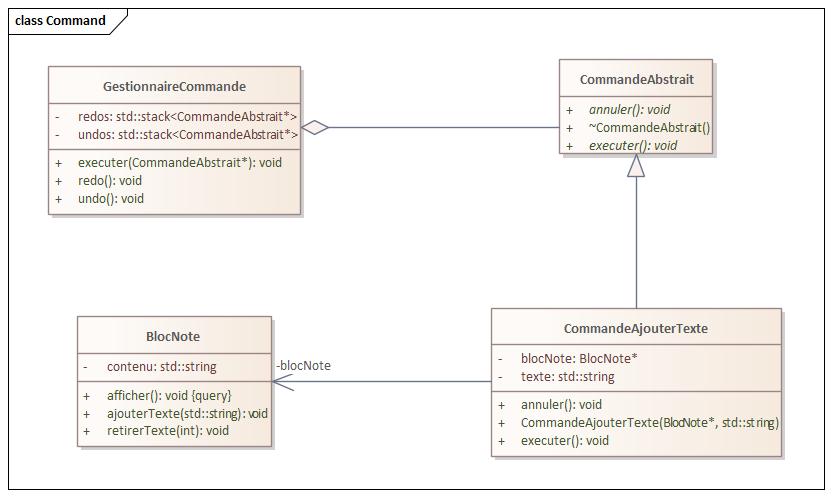 class Command
GestionnaireCommande
- redos: std::stack<CommandeAbstrait*>
- undos: std::stack<CommandeAbstrait*>
+ executer(CommandeAbstrait*): void
+ redo(): void
+ undo(): void
CommandeAbstrait
+ annuler(): void
+ ~CommandeAbstrait()
+ executer(): void
BlocNote
- contenu: std::string
+ afficher(): void {query}
+ ajouterTexte(std::string): void
+ retirerTexte(int): void
-blocNote
CommandeAjouterTexte
- blocNote: BlocNote*
- texte: std::string
+ annuler(): void
+ CommandeAjouterTexte(BlocNote*, std::string)
+ executer(): void